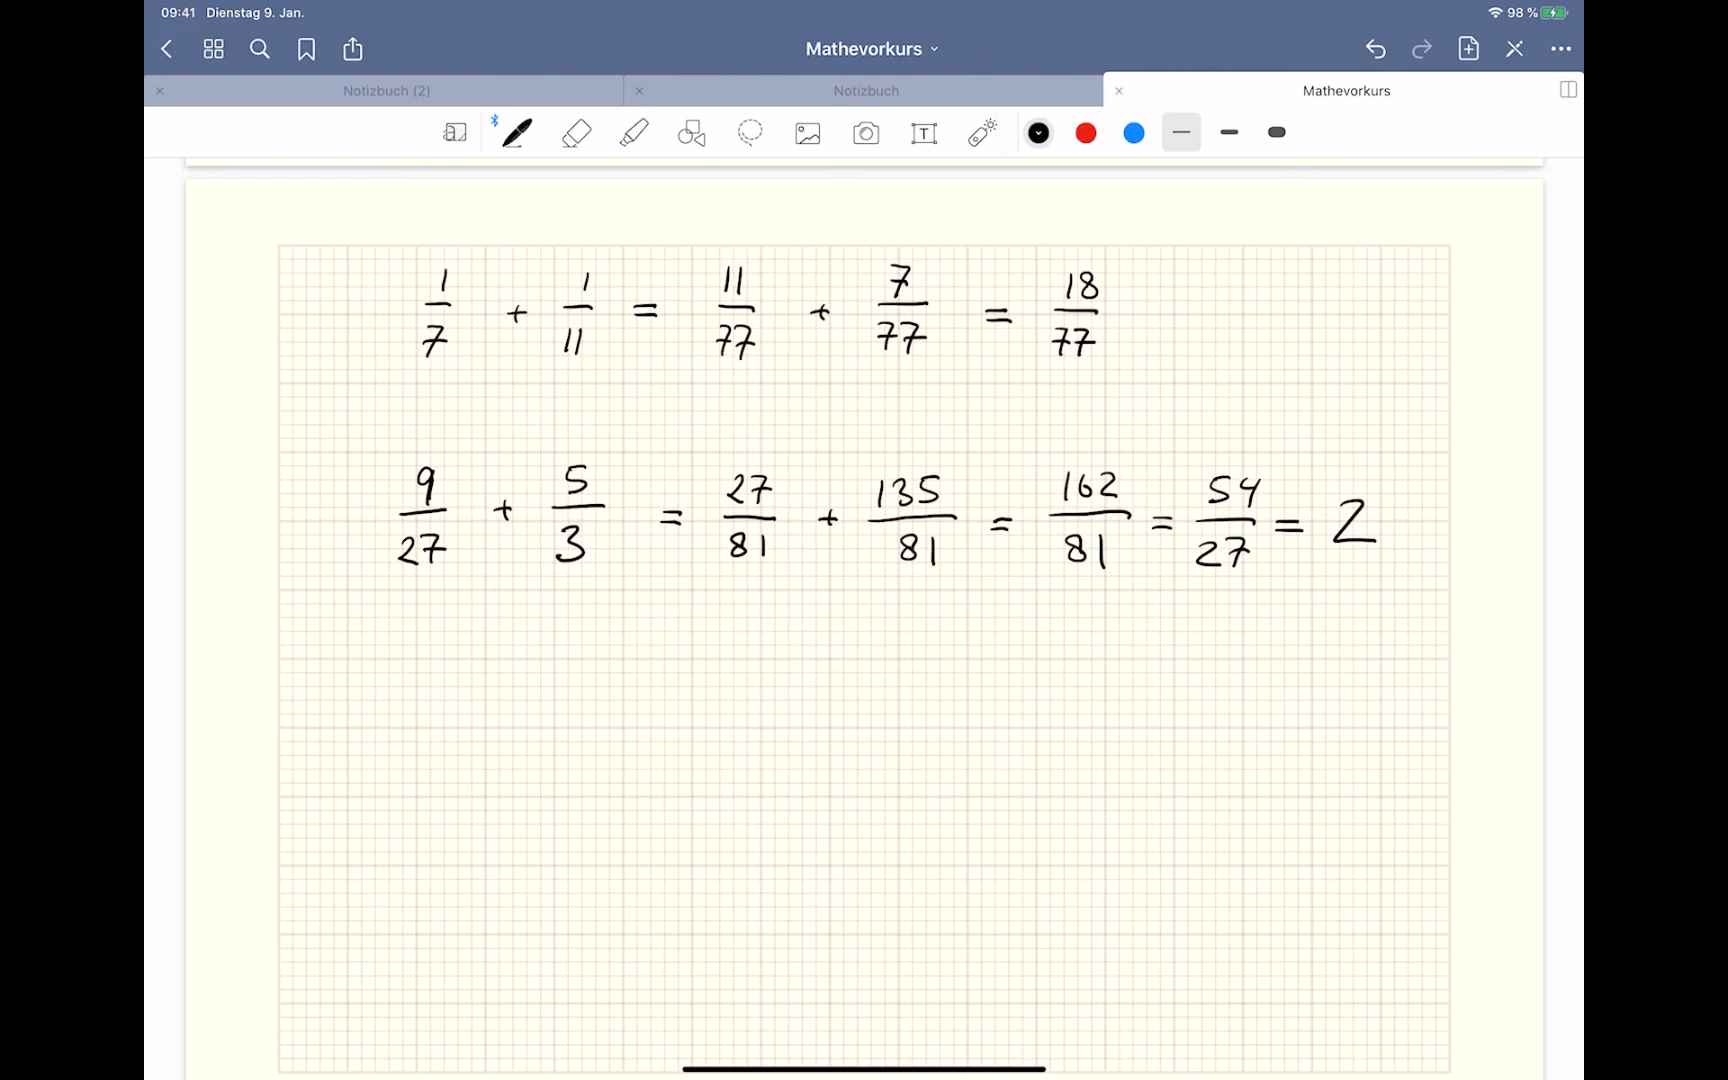 09:41 Dienstag 9. Jan. 98 %
Mathevorkurs
Notizbuch (2) Notizbuch Mathevorkurs
T
1/7 + 1/11 = 11/77 + 7/77 = 18/77
9/27 + 5/3 = 27/81 + 135/81 = 162/81 = 54/27 = 2